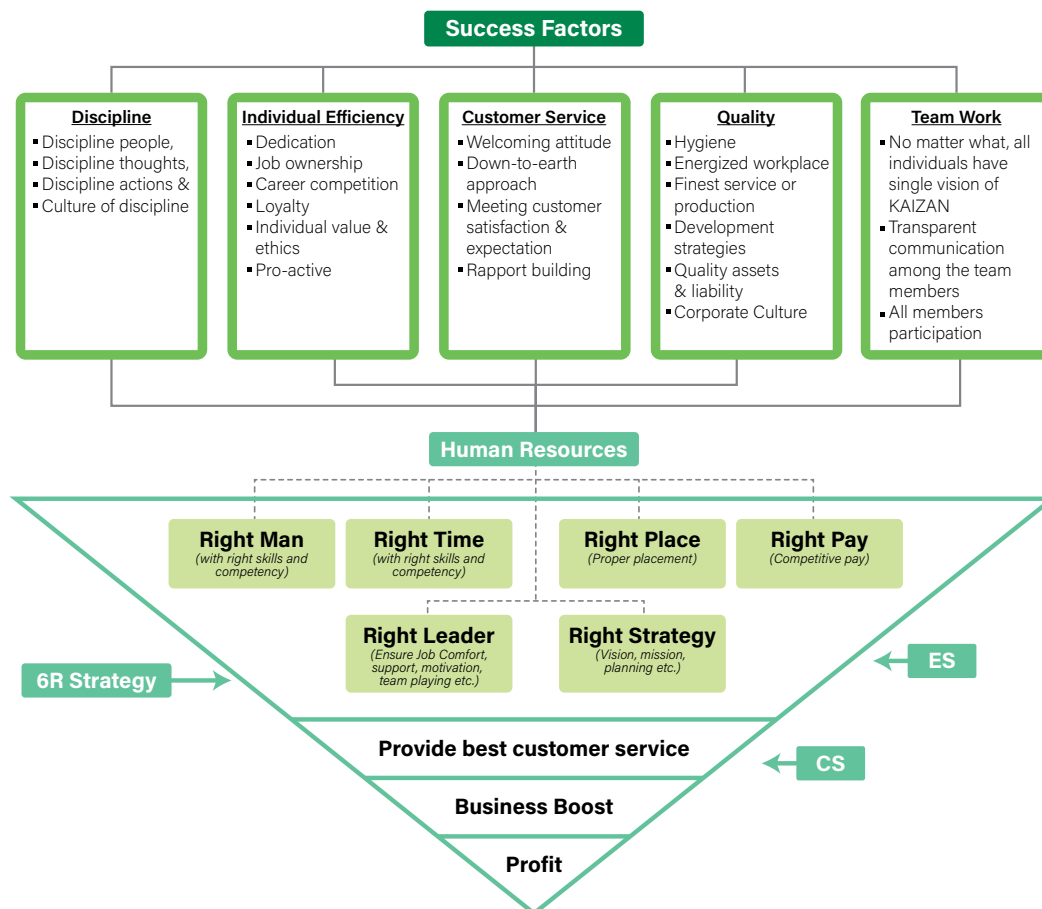 Success Factors
Discipline
▪ Discipline people,
▪ Discipline thoughts,
▪ Discipline actions &
▪ Culture of discipline
Individual Efficiency
▪ Dedication
▪ Job ownership
▪ Career competition
▪ Loyalty
▪ Individual value &
ethics
▪ Pro-active
Customer Service
▪ Welcoming attitude
▪ Down-to-earth
approach
▪ Meeting customer
satisfaction &
expectation
▪ Rapport building
Quality
▪ Hygiene
▪ Energized workplace
▪ Finest service or
production
▪ Development
strategies
▪ Quality assets
& liability
▪ Corporate Culture
Team Work
▪ No matter what, all
individuals have
single vision of
KAIZAN
▪ Transparent
communication
among the team
members
▪ All members
participation
Human Resources
Right Man
(with right skills and
competency)
Right Time
(with right skills and
competency)
Right Place
(Proper placement)
Right Pay
(Competitive pay)
Right Leader
(Ensure Job Comfort,
support, motivation,
team playing etc.)
Right Strategy
(Vision, mission,
planning etc.)
6R Strategy
ES
Provide best customer service
CS
Business Boost
Profit